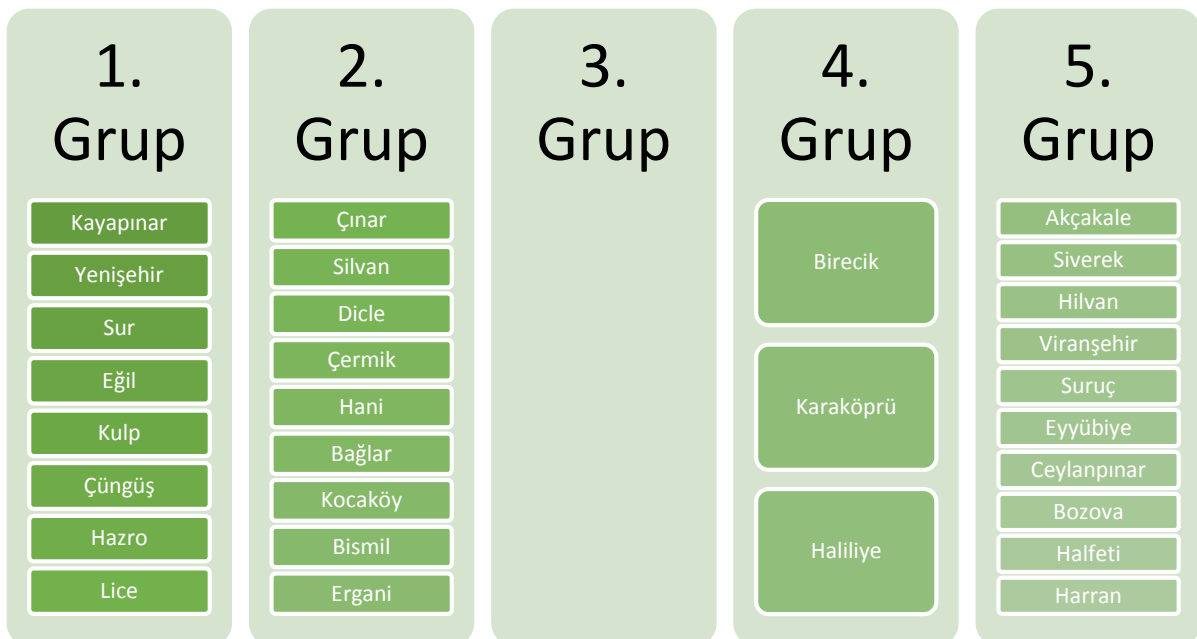 1.
Grup
Kayapınar
Yenişehir
Sur
Eğil
Kulp
Çüngüş
Hazro
Lice
2.
Grup
Çınar
Silvan
Dicle
Çermik
Hani
Bağlar
Kocaköy
Bismil
Ergani
3.
Grup
4.
Grup
Birecik
Karaköprü
Haliliye
5.
Grup
Akçakale
Siverek
Hilvan
Viranşehir
Suruç
Eyyübiye
Ceylanpınar
Bozova
Halfeti
Harran